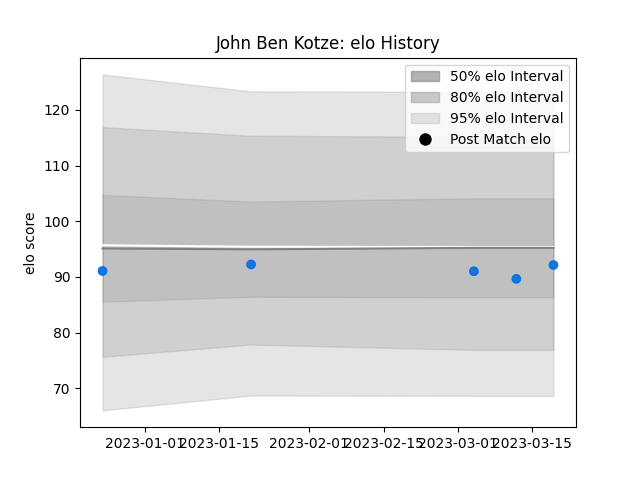 John Ben Kotze: elo History
50% elo Interval
80% elo Interval
95% elo Interval
Post Match elo
elo score
120
110
100
90
80
70
2023-01-01
2023-01-15
2023-02-01
2023-02-15
2023-03-01
2023-03-15